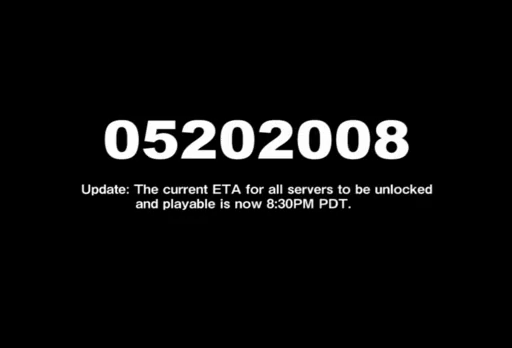 05202008
Update: The current ETA for all servers to be unlocked
and playable is now 8:30PM PDT.